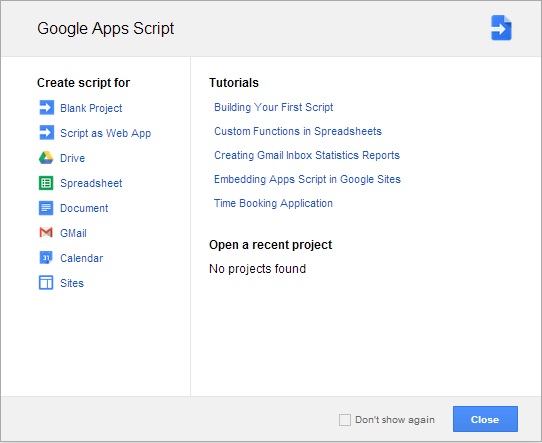 Google Apps Script
Create script for
Blank Project
Script as Web App
Drive
Spreadsheet
Document
GMail
31
Calendar
Sites
Tutorials
Building Your First Script
Custom Functions in Spreadsheets
Creating Gmail Inbox Statistics Reports
Embedding Apps Script in Google Sites
Time Booking Application
Open a recent project
No projects found
Don't show again
Close